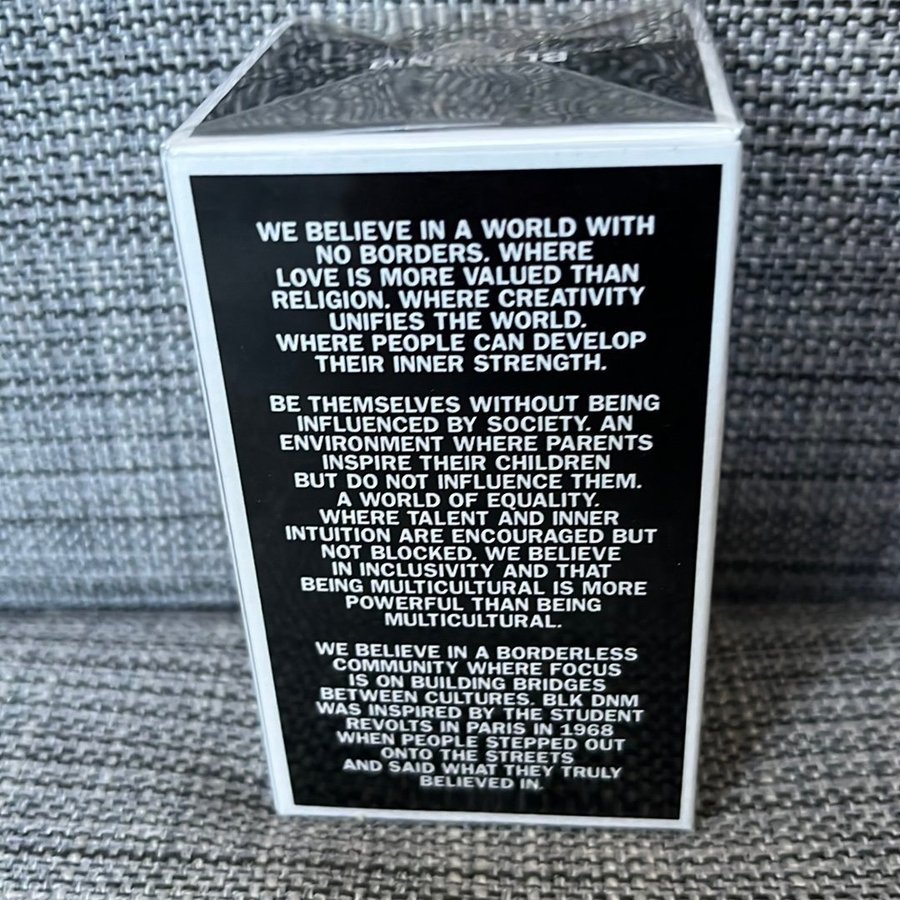 WE BELIEVE IN A WORLD WITH
NO BORDERS. WHERE
LOVE IS MORE VALUED THAN
RELIGION. WHERE CREATIVITY
UNIFIES THE WORLD.
WHERE PEOPLE CAN DEVELOP
THEIR INNER STRENGTH.
BE THEMSELVES WITHOUT BEING
INFLUENCED BY SOCIETY. AN
ENVIRONMENT WHERE PARENTS
INSPIRE THEIR CHILDREN
BUT DO NOT INFLUENCE THEM.
A WORLD OF EQUALITY.
WHERE TALENT AND INNER
INTUITION ARE ENCOURAGED BUT
NOT BLOCKED. WE BELIEVE
IN INCLUSIVITY AND THAT
BEING MULTICULTURAL IS MORE
POWERFUL THAN BEING
MULTICULTURAL.
WE BELIEVE IN A BORDERLESS
COMMUNITY WHERE FOCUS
IS ON BUILDING BRIDGES
BETWEEN CULTURES. BLK DNM
WAS INSPIRED BY THE STUDENT
REVOLTS IN PARIS IN 1968
WHEN PEOPLE STEPPED OUT
ONTO THE STREETS
AND SAID WHAT THEY TRULY
BELIEVED IN.